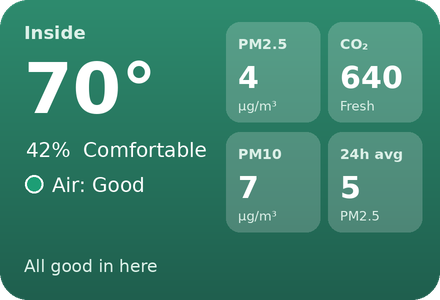 Inside
70°
42%  Comfortable
Air: Good
All good in here
PM2.5
4
µg/m³
CO₂
640
Fresh
PM10
7
µg/m³
24h avg
5
PM2.5